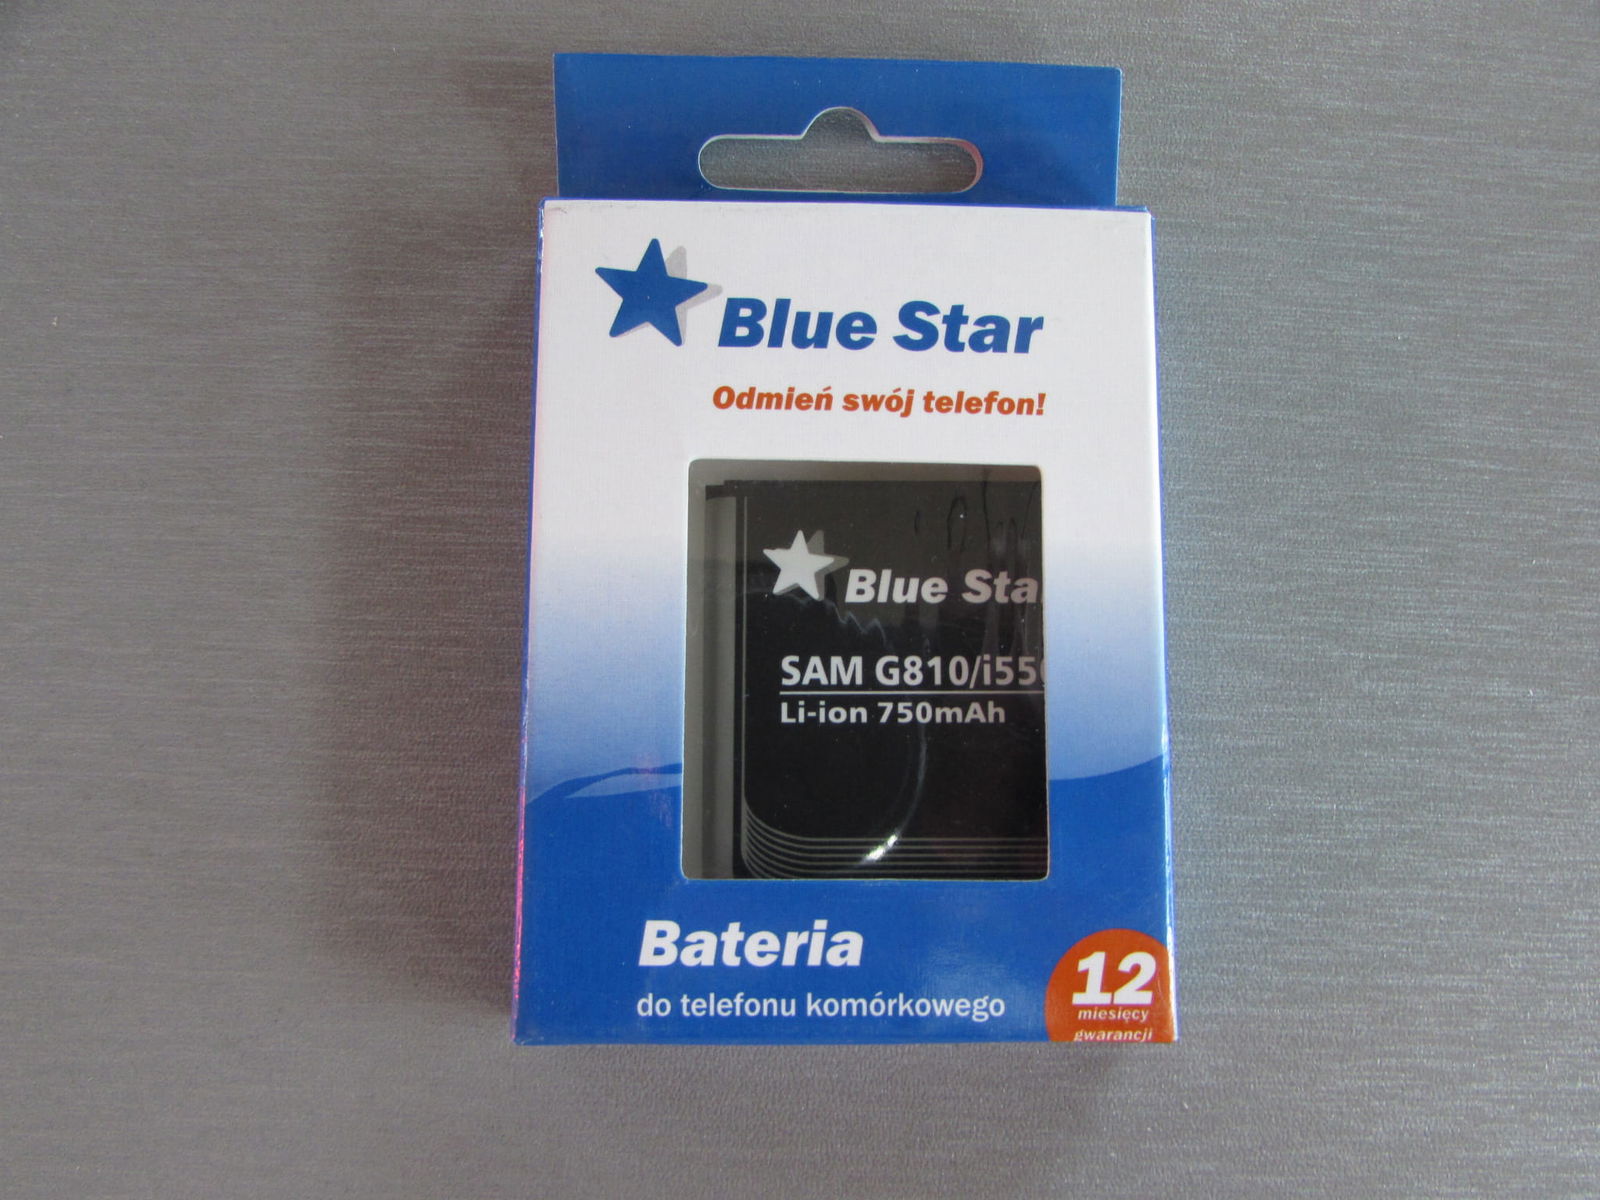 Blue Star
Odmień swój telefon!
Blue Sta
SAM G810/i550
Li-ion 750mAh
Bateria
do telefonu komórkowego
12
miesięcy
gwarancji